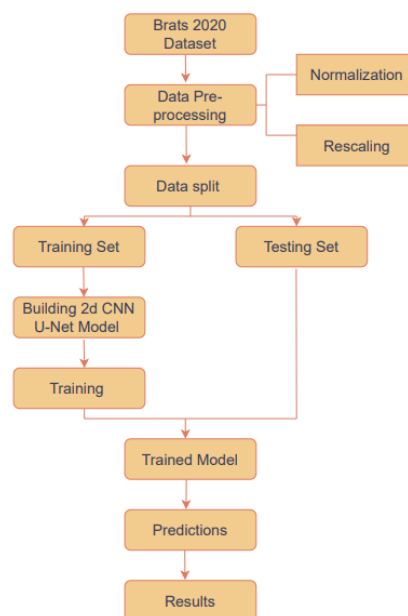 Brats 2020
Dataset
Normalization
Data Pre-
processing
Rescaling
Data split
Training Set
Testing Set
Building 2d CNN
U-Net Model
Training
Trained Model
Predictions
Results